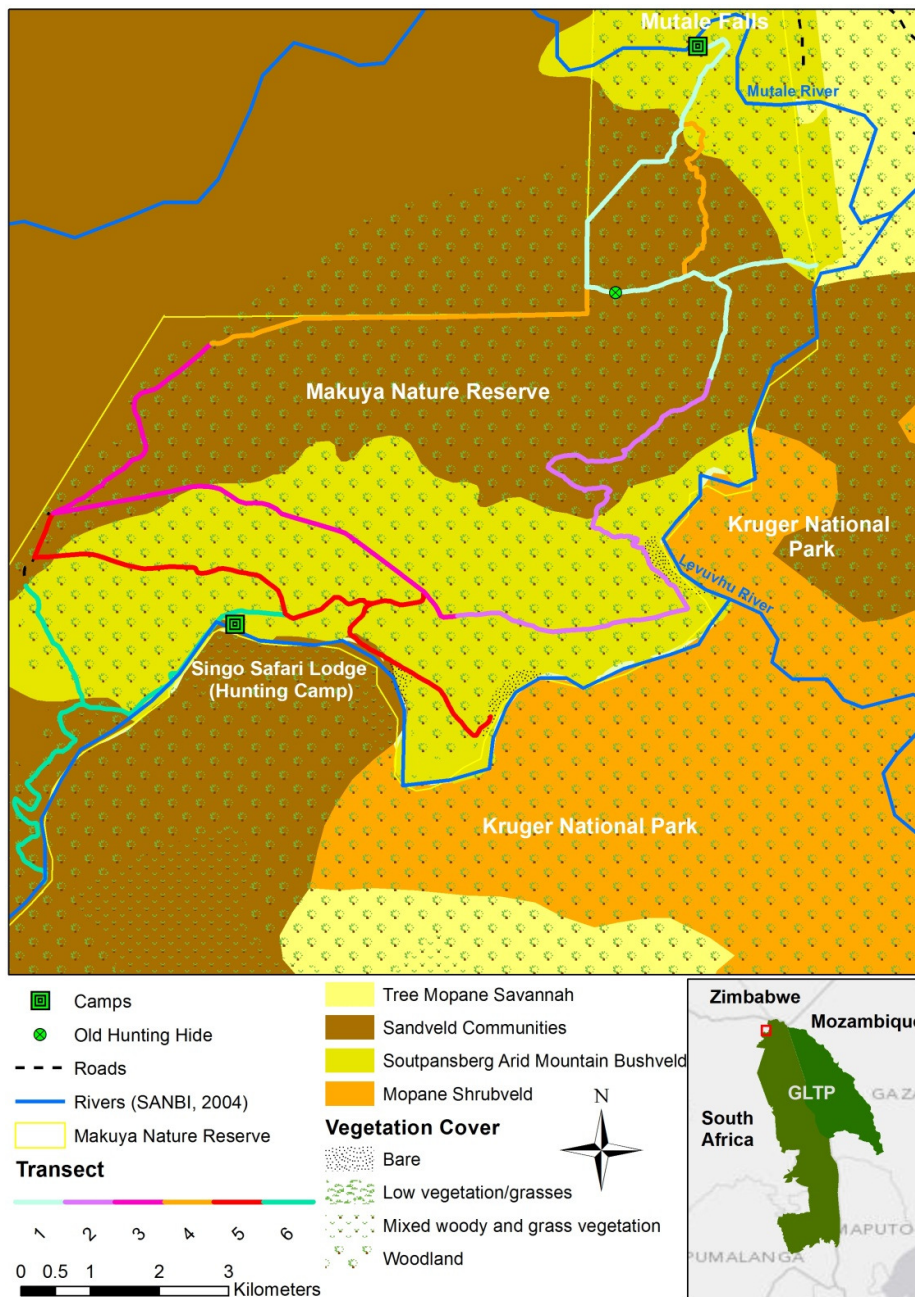 Mutale Falls
Mutale River
Makuya Nature Reserve
Kruger National
Park
Levuvhu River
Singo Safari Lodge
(Hunting Camp)
Kruger National Park
Camps
Old Hunting Hide
Roads
Rivers (SANBI, 2004)
Makuya Nature Reserve
Transect
1 2 3 4 5 6
0 0.5 1 2 3
Kilometers
Tree Mopane Savannah
Sandveld Communities
Soutpansberg Arid Mountain Bushveld
Mopane Shrubveld
Vegetation Cover
N
Bare
Low vegetation/grasses
Mixed woody and grass vegetation
Woodland
Zimbabwe
Mozambique
GLTP
GAZA
South
Africa
MAPUTO
PUMALANGA